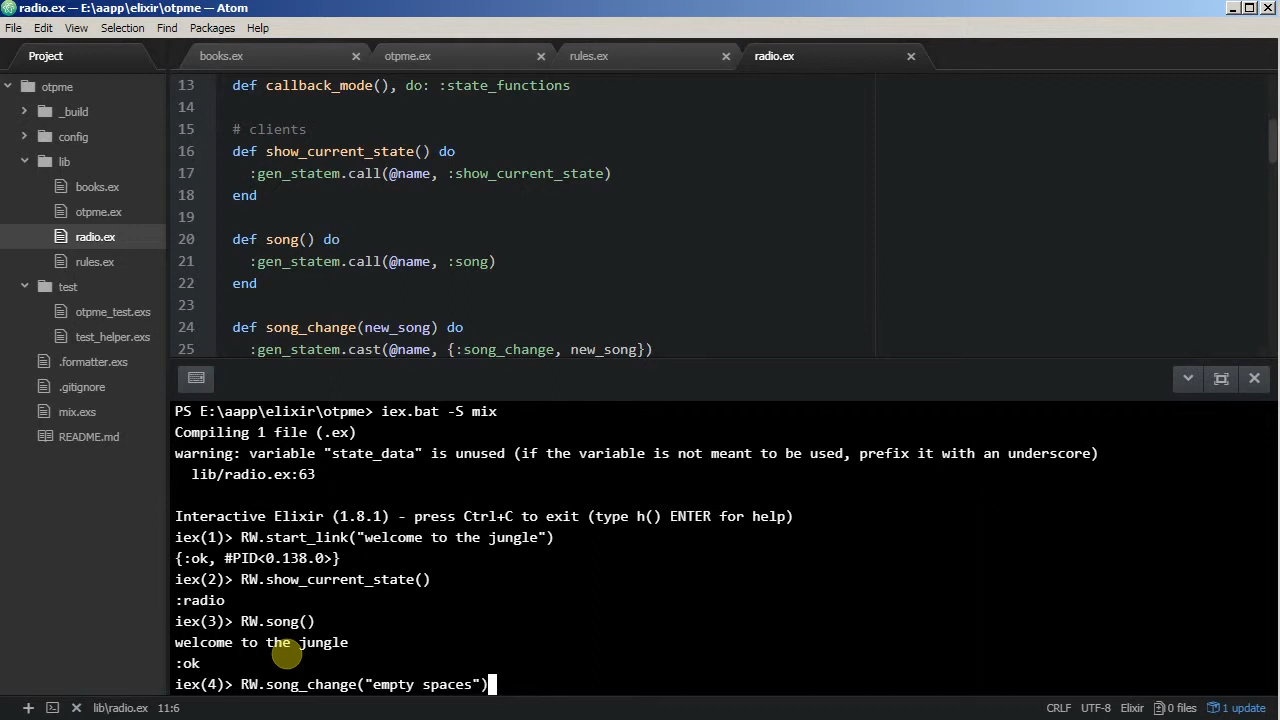 radio.ex — E:\aapp\elixir\otpme — Atom
File Edit View Selection Find Packages Help
Project
books.ex
otpme.ex
rules.ex
radio.ex
otpme
_build
config
lib
books.ex
otpme.ex
radio.ex
rules.ex
test
otpme_test.exs
test_helper.exs
.formatter.exs
.gitignore
mix.exs
README.md
13 def callback_mode(), do: :state_functions
14
15 # clients
16 def show_current_state() do
17 :gen_statem.call(@name, :show_current_state)
18 end
19
20 def song() do
21 :gen_statem.call(@name, :song)
22 end
23
24 def song_change(new_song) do
25 :gen_statem.cast(@name, {:song_change, new_song})
PS E:\aapp\elixir\otpme> iex.bat -S mix
Compiling 1 file (.ex)
warning: variable "state_data" is unused (if the variable is not meant to be used, prefix it with an underscore)
lib/radio.ex:63
Interactive Elixir (1.8.1) - press Ctrl+C to exit (type h() ENTER for help)
iex(1)> RW.start_link("welcome to the jungle")
{:ok, #PID<0.138.0>}
iex(2)> RW.show_current_state()
:radio
iex(3)> RW.song()
welcome to the jungle
:ok
iex(4)> RW.song_change("empty spaces")
lib\radio.ex 11:6 CRLF UTF-8 Elixir 0 files 1 update